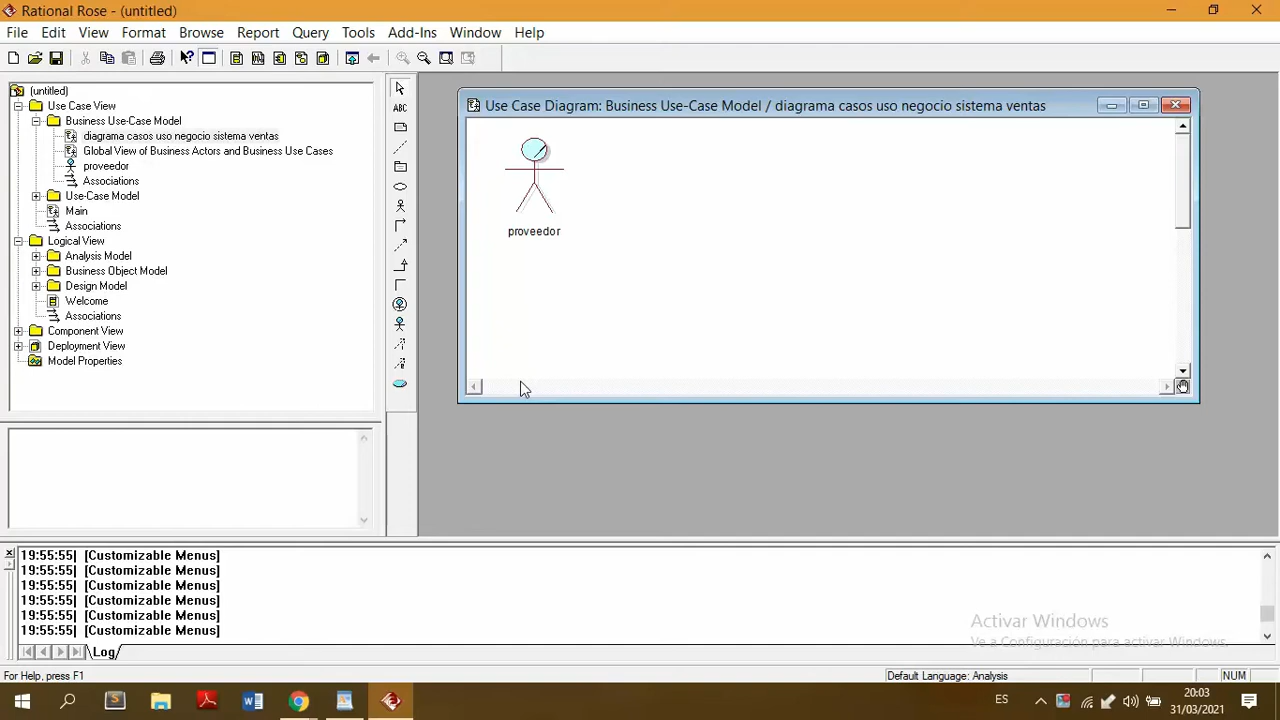 Rational Rose - (untitled)
File Edit View Format Browse Report Query Tools Add-Ins Window Help
(untitled)
Use Case View
Business Use-Case Model
diagrama casos uso negocio sistema ventas
Global View of Business Actors and Business Use Cases
proveedor
Associations
Use-Case Model
Main
Associations
Logical View
Analysis Model
Business Object Model
Design Model
Welcome
Associations
Component View
Deployment View
Model Properties
ABC
Use Case Diagram: Business Use-Case Model / diagrama casos uso negocio sistema ventas
proveedor
19:55:55| [Customizable Menus]
19:55:55| [Customizable Menus]
19:55:55| [Customizable Menus]
19:55:55| [Customizable Menus]
19:55:55| [Customizable Menus]
19:55:55| [Customizable Menus]
Activar Windows
Ve a Configuración para activar Windows.
Log
For Help, press F1
Default Language: Analysis
NUM
ES
20:03
31/03/2021